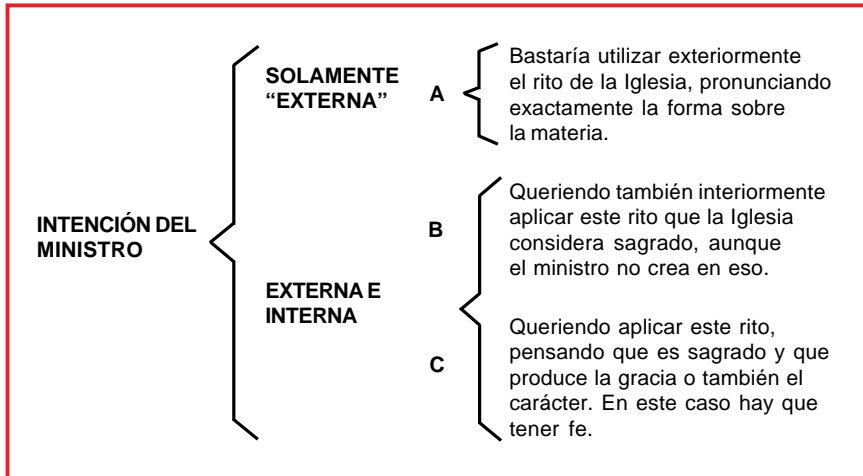 SOLAMENTE
“EXTERNA”
A
Bastaría utilizar exteriormente
el rito de la Iglesia, pronunciando
exactamente la forma sobre
la materia.
INTENCIÓN DEL
MINISTRO
EXTERNA E
INTERNA
B
Queriendo también interiormente
aplicar este rito que la Iglesia
considera sagrado, aunque
el ministro no crea en eso.
C
Queriendo aplicar este rito,
pensando que es sagrado y que
produce la gracia o también el
carácter. En este caso hay que
tener fe.